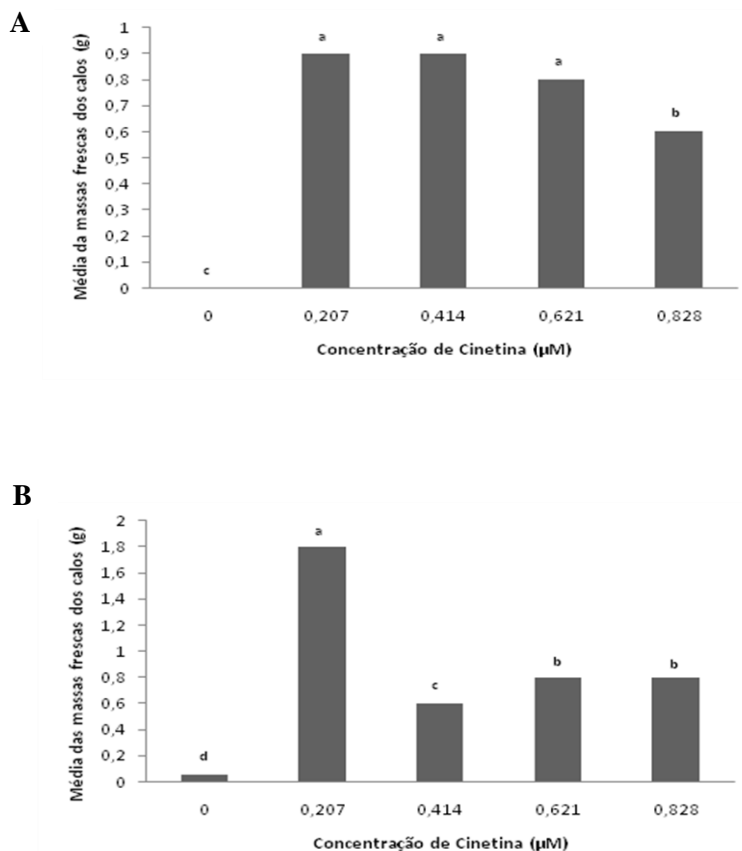 A
Média da massas frescas dos calos (g)
1
0,9
0,8
0,7
0,6
0,5
0,4
0,3
0,2
0,1
0
c
a
a
a
b
0 0,207 0,414 0,621 0,828
Concentração de Cinetina (µM)
B
Média das massas frescas dos calos (g)
2
1,8
1,6
1,4
1,2
1
0,8
0,6
0,4
0,2
0
d
a
c
b
b
0 0,207 0,414 0,621 0,828
Concentração de Cinetina (µM)